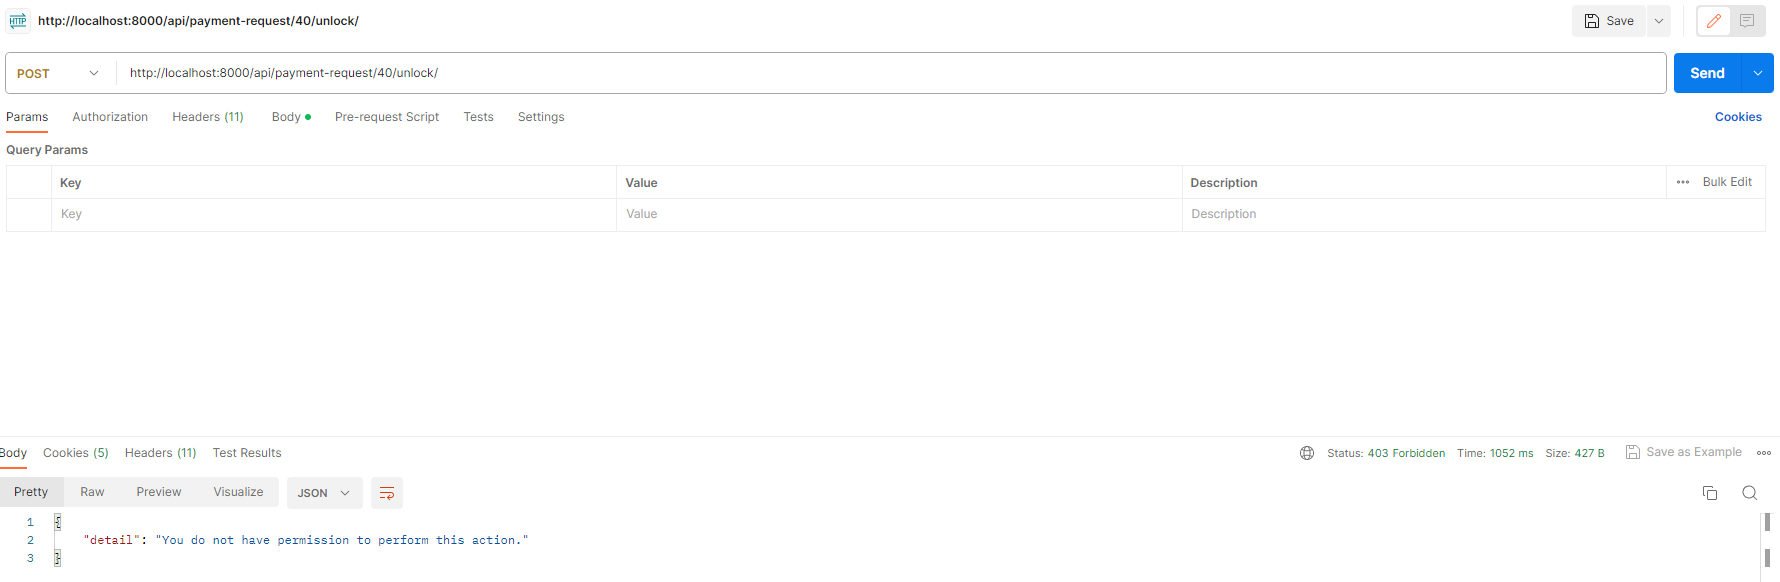 HTTP http://localhost:8000/api/payment-request/40/unlock/ Save
POST http://localhost:8000/api/payment-request/40/unlock/ Send
Params Authorization Headers (11) Body Pre-request Script Tests Settings Cookies
Query Params
Key Value Description Bulk Edit
Key Value Description
Body Cookies (5) Headers (11) Test Results Status: 403 Forbidden Time: 1052 ms Size: 427 B Save as Example
Pretty Raw Preview Visualize JSON
1 {
2 "detail": "You do not have permission to perform this action."
3 }